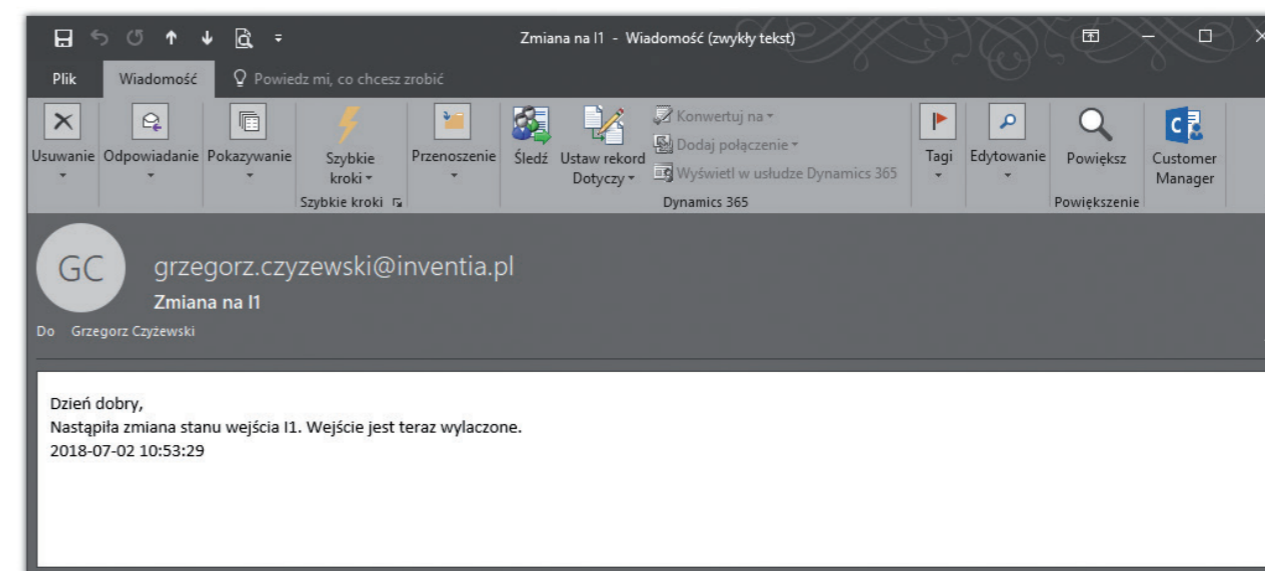 Zmiana na I1 - Wiadomość (zwykły tekst)
Plik Wiadomość Powiedz mi, co chcesz zrobić
Usuwanie Odpowiadanie Pokazywanie Szybkie kroki Przenoszenie Śledź Ustaw rekord Dotyczy Konwertuj na Tagi Edytowanie Powiększ Customer Manager
Dodaj połączenie
Wyświetl w usłudze Dynamics 365
Szybkie kroki Dynamics 365 Powiększenie
GC grzegorz.czyzewski@inventia.pl
Zmiana na I1
Do Grzegorz Czyżewski
Dzień dobry,
Nastąpiła zmiana stanu wejścia I1. Wejście jest teraz wylaczone.
2018-07-02 10:53:29